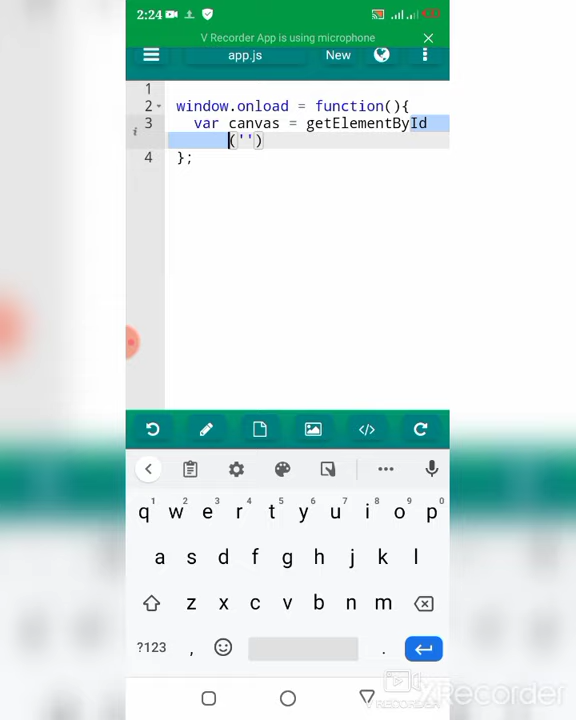 2:24
V Recorder App is using microphone
app.js New
1
2 window.onload = function(){
3 var canvas = getElementById
('')
4 };
1 2 3 4 5 6 7 8 9 0
q w e r t y u i o p
a s d f g h j k l
z x c v b n m
?123 , .
XRecorder